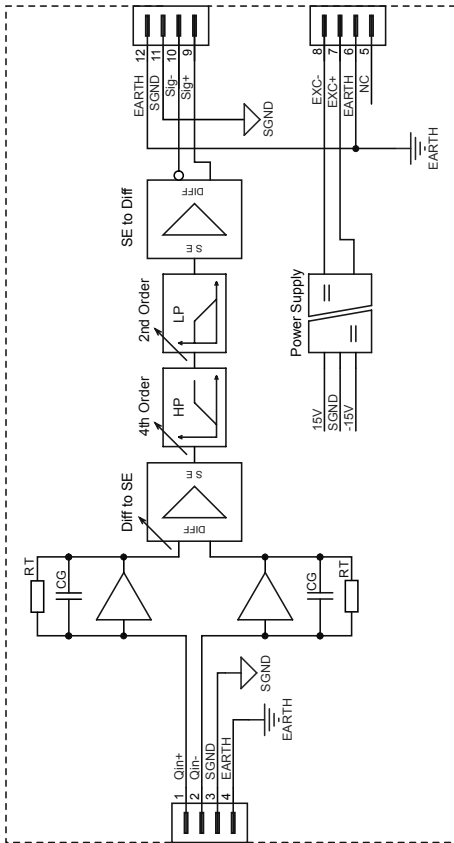 1 Qin+
2 Qin-
3 SGND
4 EARTH
SGND
EARTH
RT
CG
CG
RT
Diff to SE
DIFF
SE
4th Order
HP
2nd Order
LP
SE to Diff
SE
DIFF
EARTH 12
SGND 11
Sig- 10
Sig+ 9
SGND
15V
SGND
-15V
Power Supply
EXC- 8
EXC+ 7
EARTH 6
NC 5
EARTH